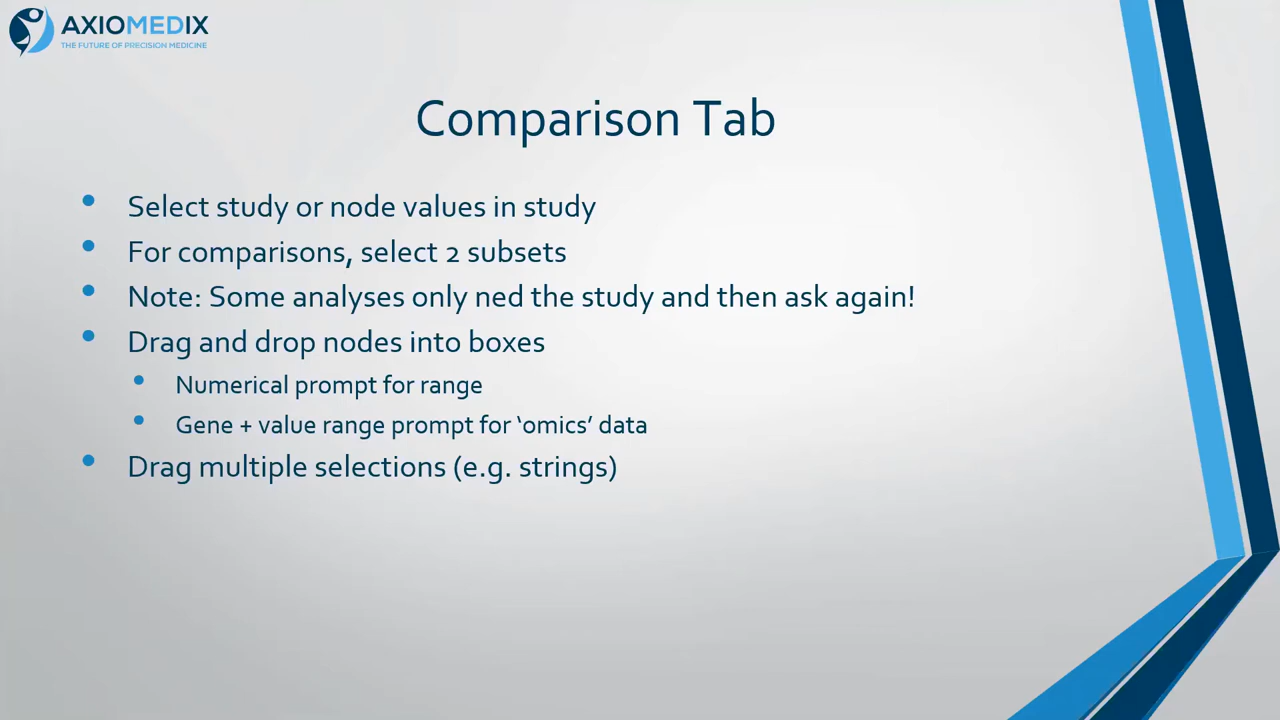 AXIOMEDIX
THE FUTURE OF PRECISION MEDICINE
Comparison Tab
• Select study or node values in study
• For comparisons, select 2 subsets
• Note: Some analyses only ned the study and then ask again!
• Drag and drop nodes into boxes
• Numerical prompt for range
• Gene + value range prompt for ‘omics’ data
• Drag multiple selections (e.g. strings)